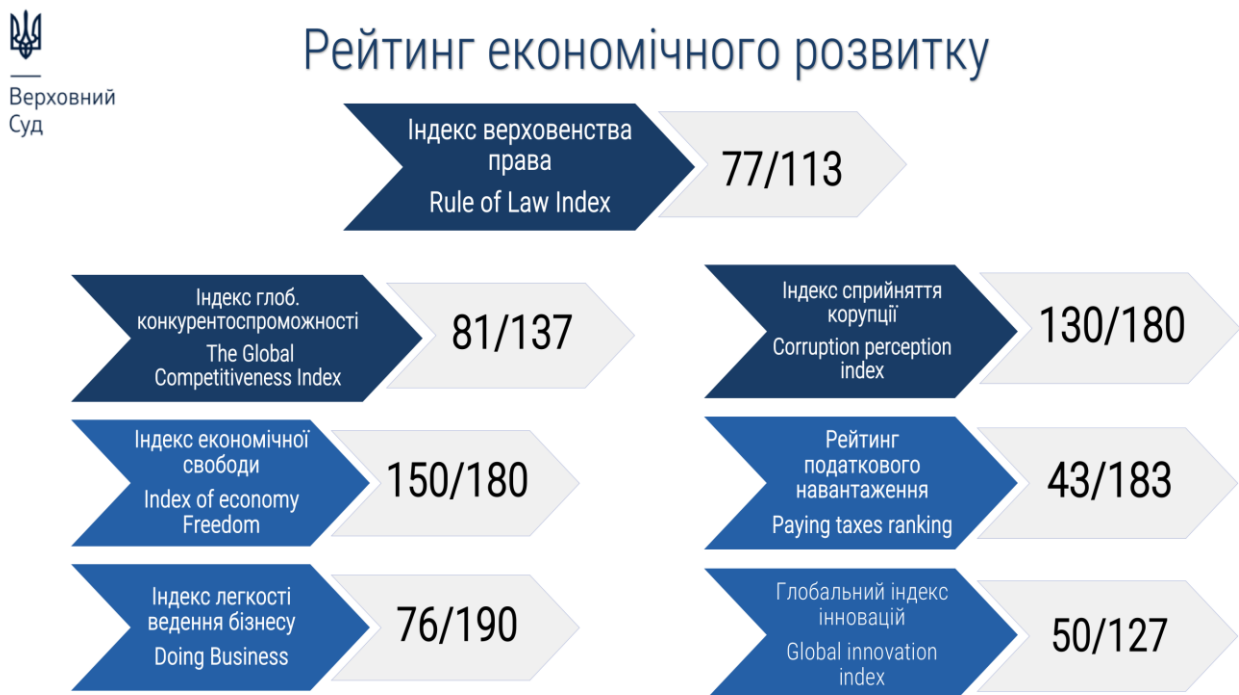 Верховний
Суд
Рейтинг економічного розвитку
Індекс верховенства
права
Rule of Law Index
77/113
Індекс глоб.
конкурентоспроможності
The Global
Competitiveness Index
81/137
Індекс сприйняття
корупції
Corruption perception
index
130/180
Індекс економічної
свободи
Index of economy
Freedom
150/180
Рейтинг
податкового
навантаження
Paying taxes ranking
43/183
Індекс легкості
ведення бізнесу
Doing Business
76/190
Глобальний індекс
інновацій
Global innovation
index
50/127